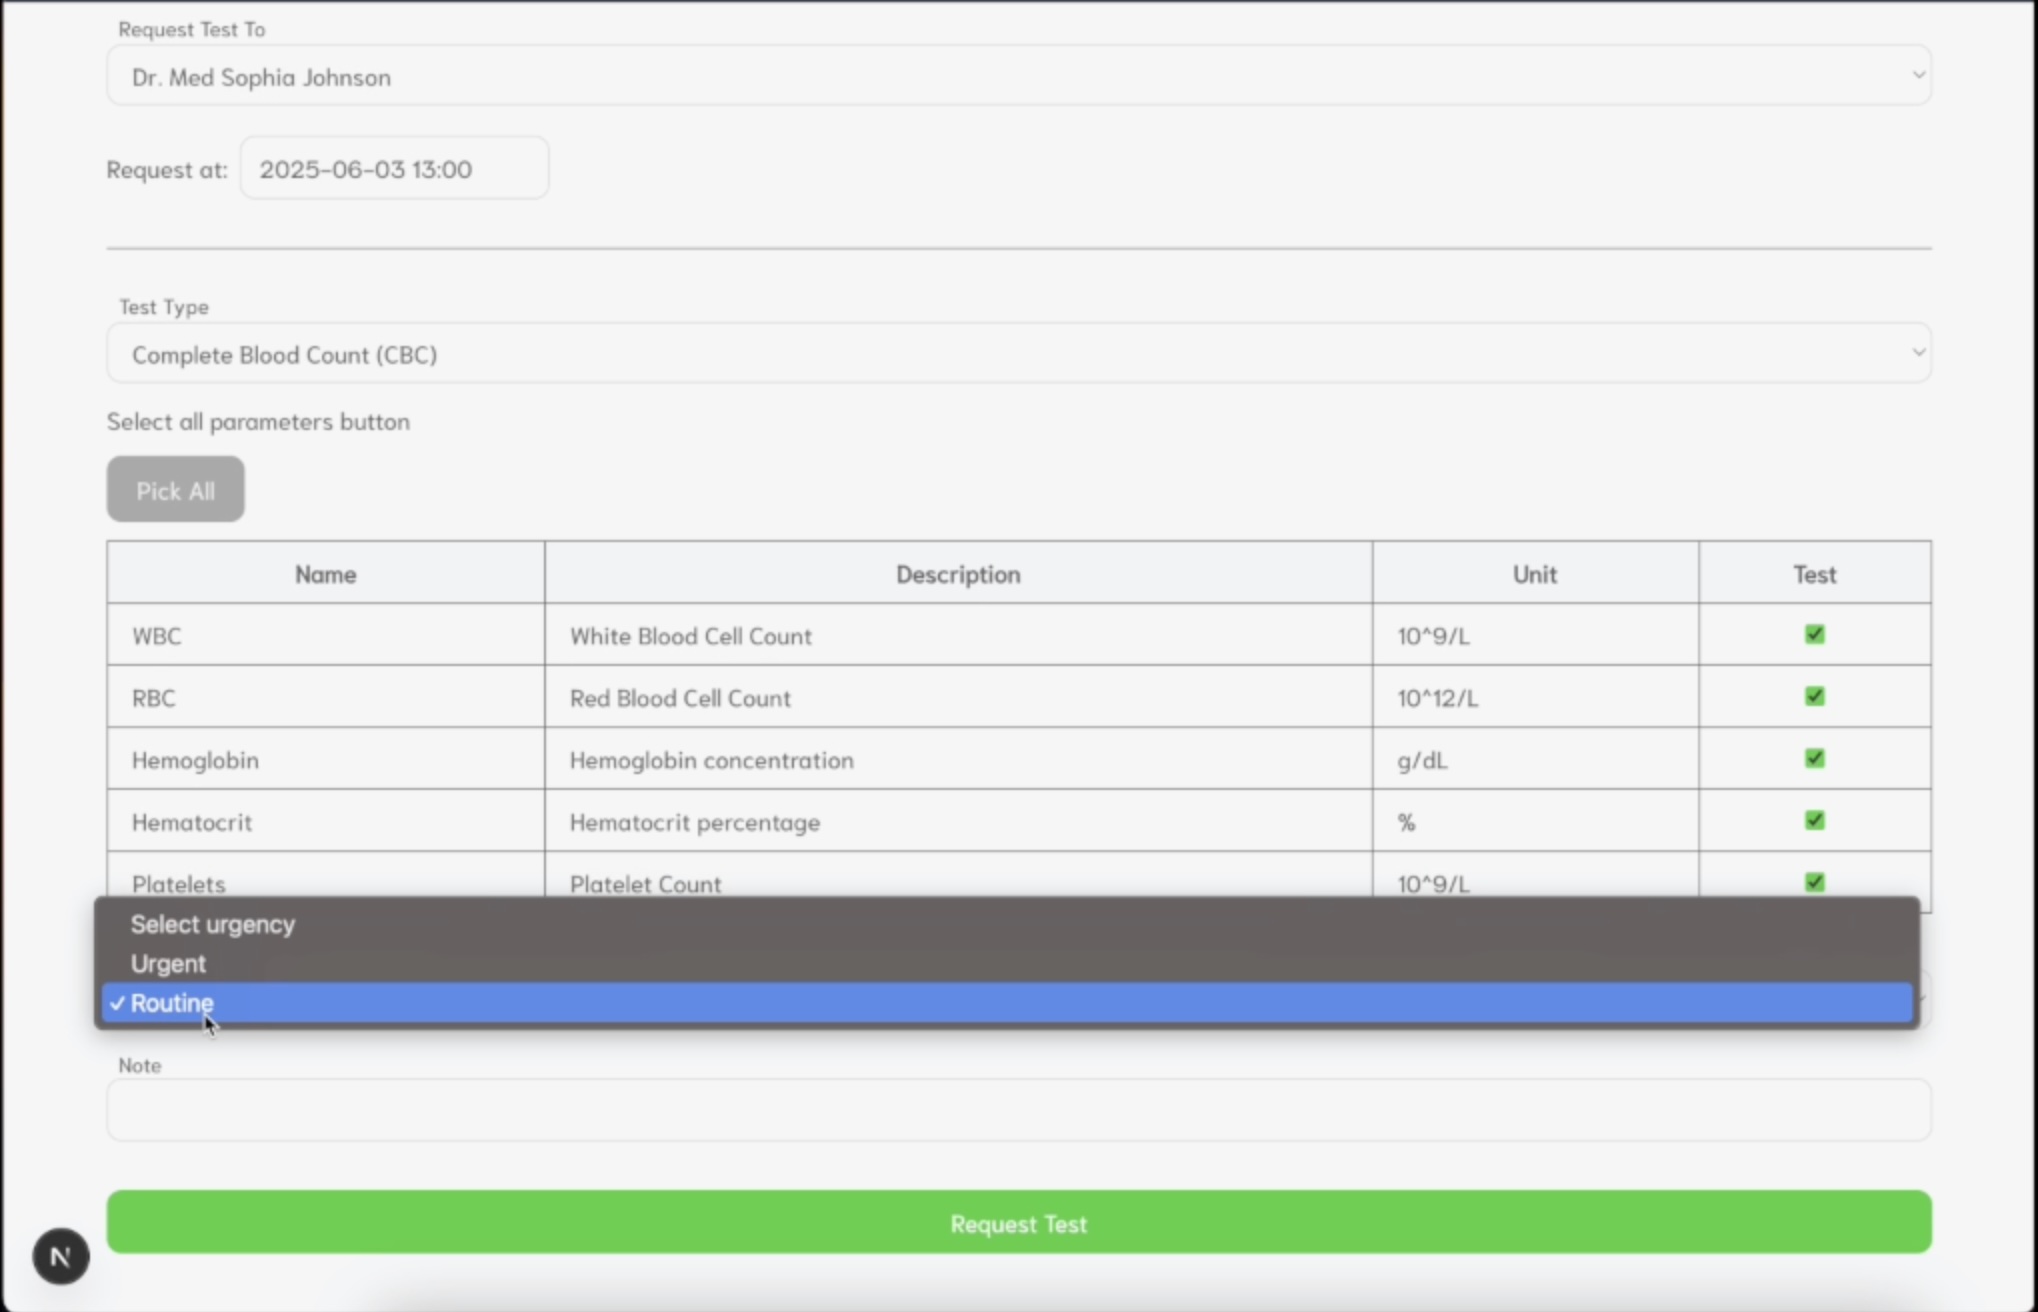 Request Test To
Dr. Med Sophia Johnson
Request at: 2025-06-03 13:00
Test Type
Complete Blood Count (CBC)
Select all parameters button
Pick All
Name Description Unit Test
WBC White Blood Cell Count 10^9/L
RBC Red Blood Cell Count 10^12/L
Hemoglobin Hemoglobin concentration g/dL
Hematocrit Hematocrit percentage %
Platelets Platelet Count 10^9/L
Select urgency
Urgent
✓ Routine
Note
Request Test
N